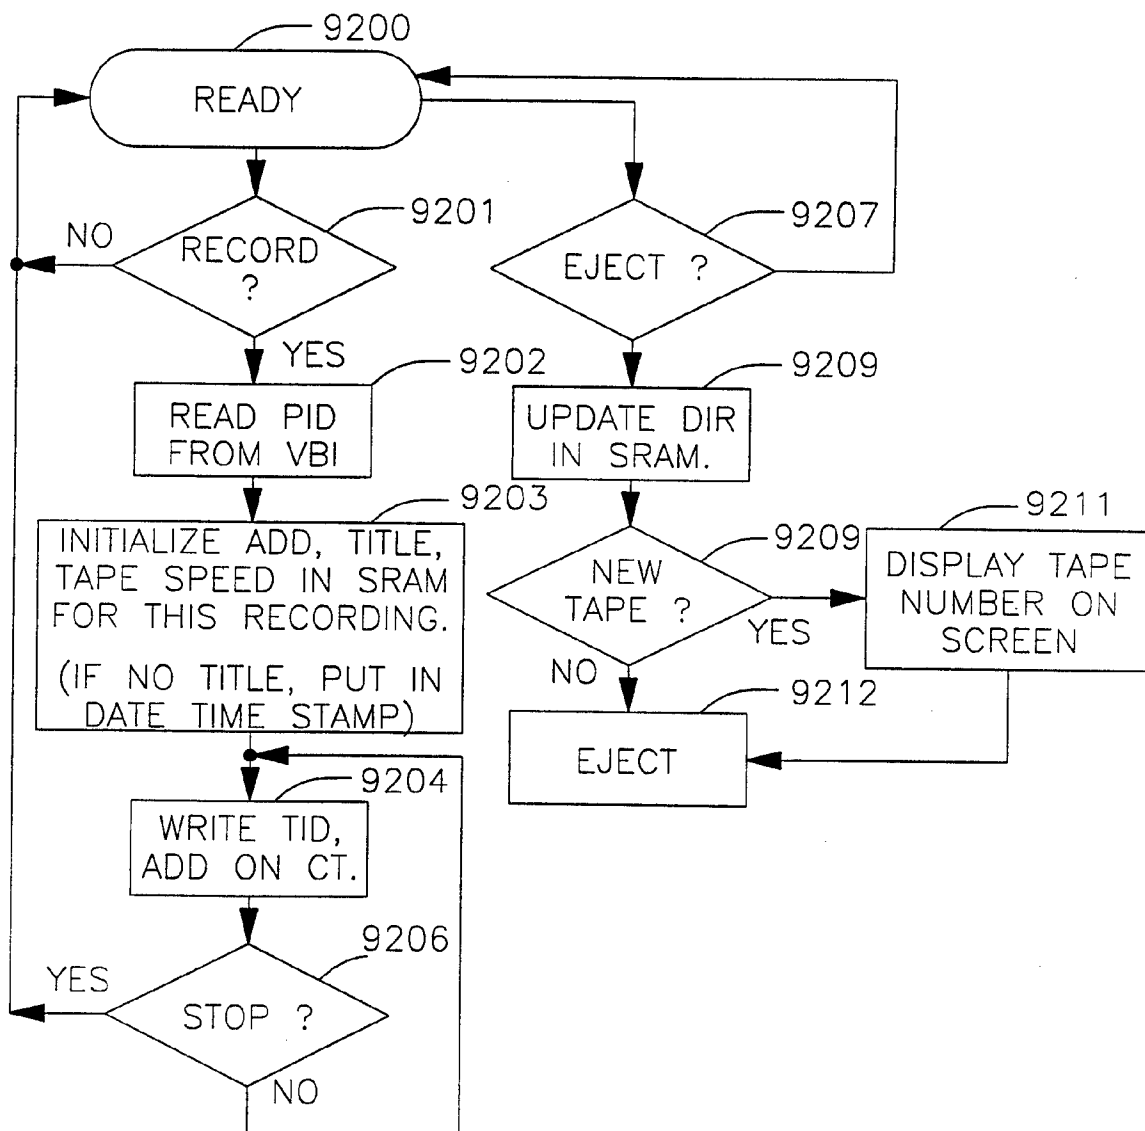 9200
READY
9201
RECORD
?
NO
YES
9202
READ PID
FROM VBI
9203
INITIALIZE ADD, TITLE,
TAPE SPEED IN SRAM
FOR THIS RECORDING.
(IF NO TITLE, PUT IN
DATE TIME STAMP)
9204
WRITE TID,
ADD ON CT.
9206
STOP ?
YES
NO
9207
EJECT ?
9209
UPDATE DIR
IN SRAM.
9209
NEW
TAPE ?
YES
NO
9211
DISPLAY TAPE
NUMBER ON
SCREEN
9212
EJECT